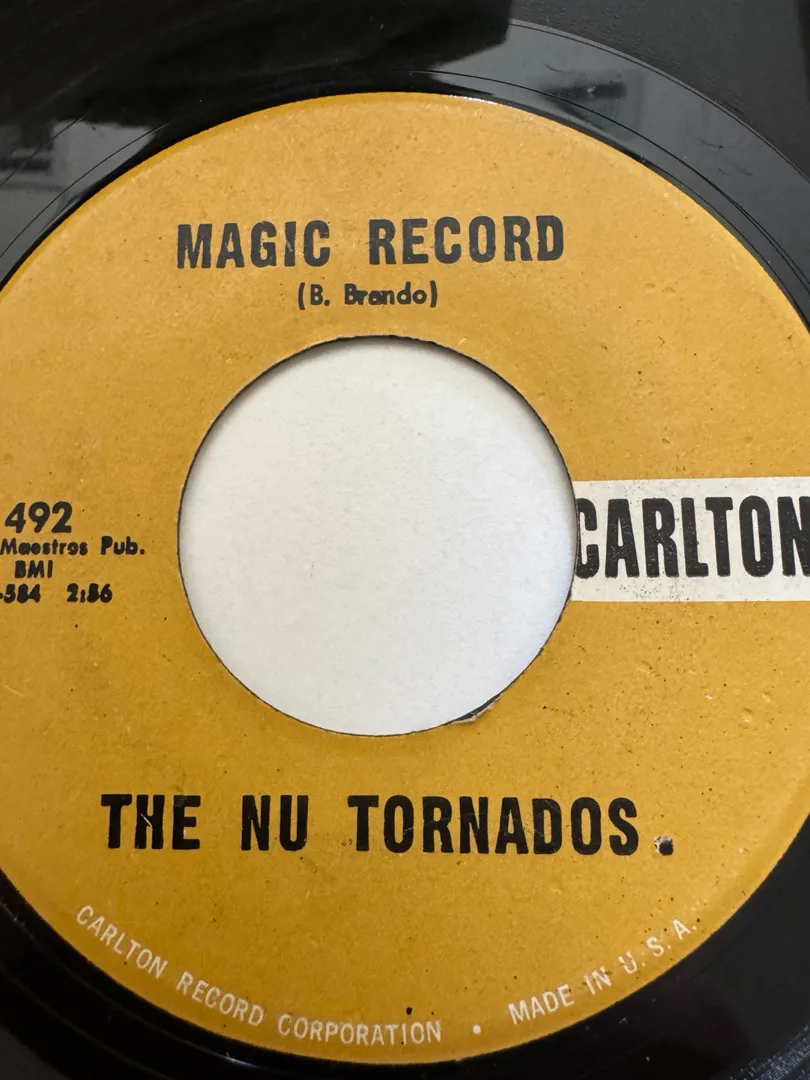 MAGIC RECORD
(B. Brando)
492
Maestros Pub.
BMI
-584 2:56
CARLTON
THE NU TORNADOS.
CARLTON RECORD CORPORATION • MADE IN U.S.A.